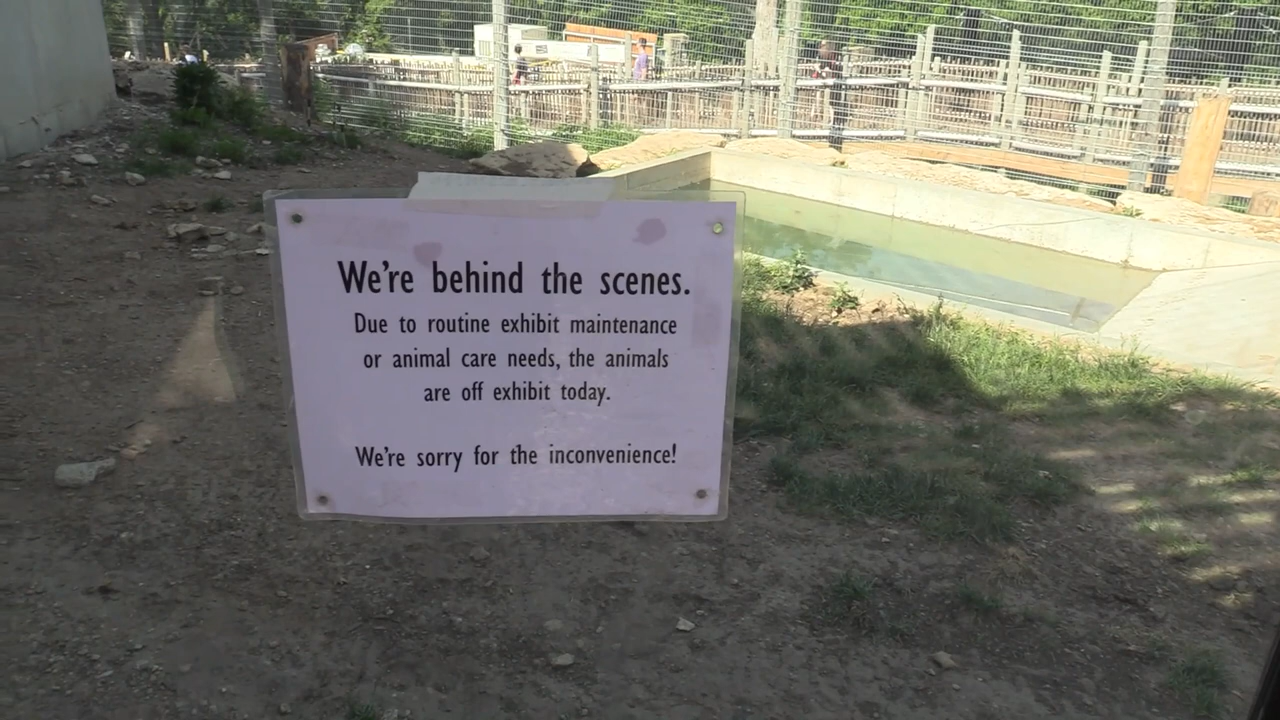 We're behind the scenes.
Due to routine exhibit maintenance
or animal care needs, the animals
are off exhibit today.
We're sorry for the inconvenience!